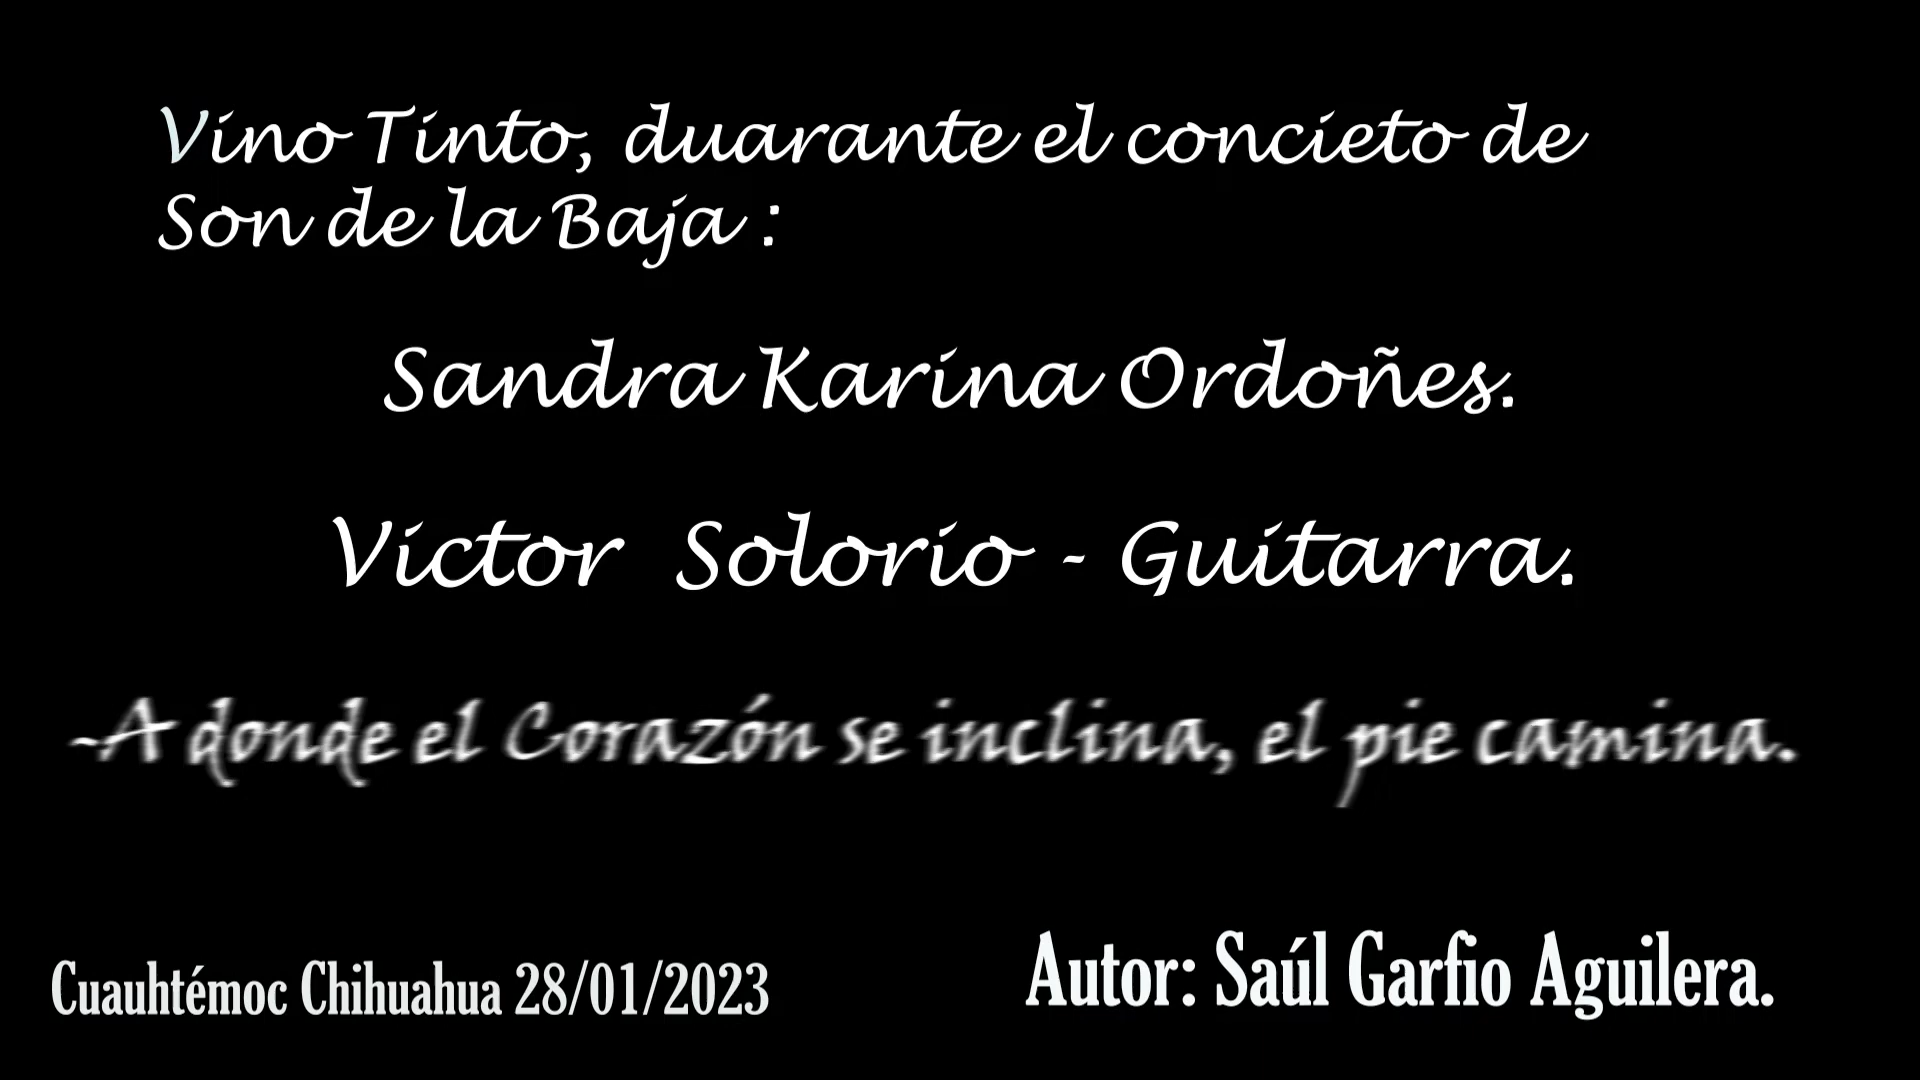 Vino Tinto, duarante el concieto de
Son de la Baja :
Sandra Karina Ordoñes.
Victor Solorio - Guitarra.
-A donde el Corazón se inclina, el pie camina.
Cuauhtémoc Chihuahua 28/01/2023
Autor: Saúl Garfio Aguilera.